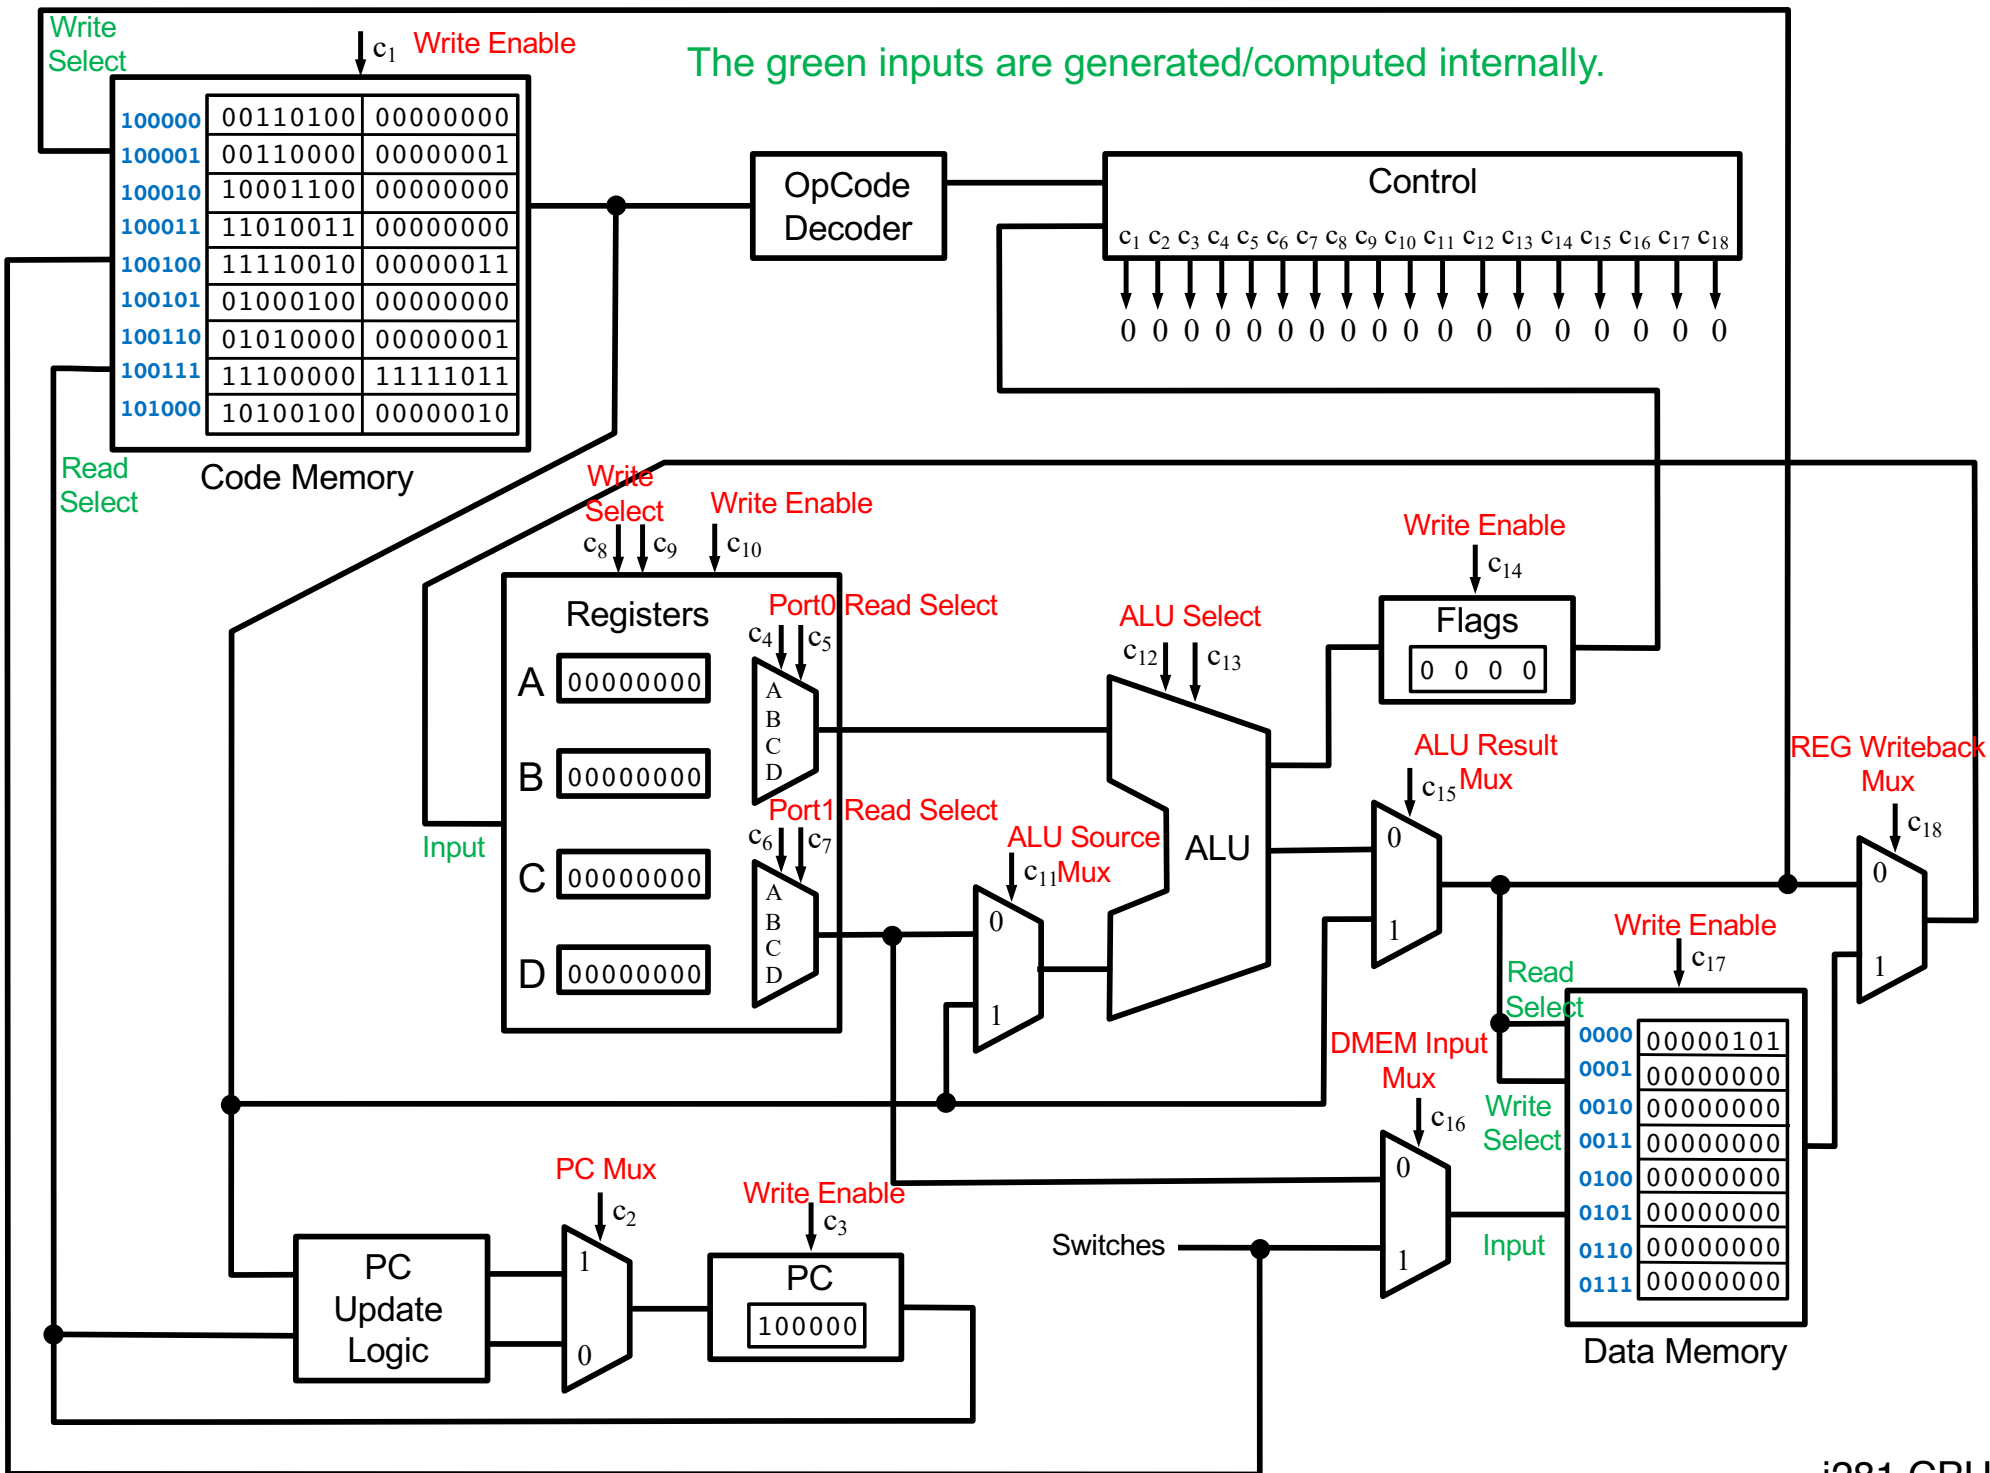 Write
Select
c1 Write Enable
The green inputs are generated/computed internally.
100000 00110100 00000000
100001 00110000 00000001
100010 10001100 00000000
100011 11010011 00000000
100100 11110010 00000011
100101 01000100 00000000
100110 01010000 00000001
100111 11100000 11111011
101000 10100100 00000010
Read
Select
Code Memory
OpCode
Decoder
Control
c1 c2 c3 c4 c5 c6 c7 c8 c9 c10 c11 c12 c13 c14 c15 c16 c17 c18
0 0 0 0 0 0 0 0 0 0 0 0 0 0 0 0 0 0
Write
Select
Write Enable
c8 c9 c10
Registers
Port0 Read Select
c4 c5
A 00000000
A
B
C
D
B 00000000
Port1 Read Select
c6 c7
Input
C 00000000
A
B
C
D
D 00000000
ALU Source
Mux
c11
0
1
ALU Select
c12 c13
ALU
Write Enable
c14
Flags
0 0 0 0
ALU Result
Mux
c15
0
1
REG Writeback
Mux
c18
0
1
Write Enable
c17
Read
Select
Write
Select
0000 00000101
0001 00000000
0010 00000000
0011 00000000
0100 00000000
0101 00000000
0110 00000000
0111 00000000
Data Memory
DMEM Input
Mux
c16
0
1
Input
Switches
PC Mux
c2
1
0
Write Enable
c3
PC
100000
PC
Update
Logic
i281 CPU